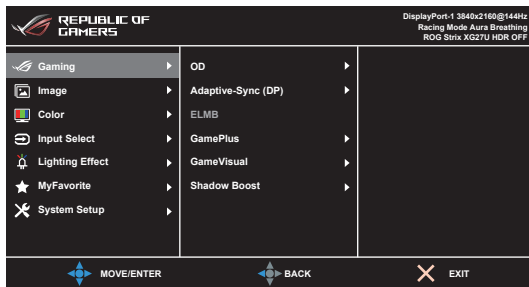 REPUBLIC OF
GAMERS
DisplayPort-1 3840x2160@144Hz
Racing Mode Aura Breathing
ROG Strix XG27U HDR OFF
Gaming
Image
Color
Input Select
Lighting Effect
MyFavorite
System Setup
OD
Adaptive-Sync (DP)
ELMB
GamePlus
GameVisual
Shadow Boost
MOVE/ENTER
BACK
EXIT